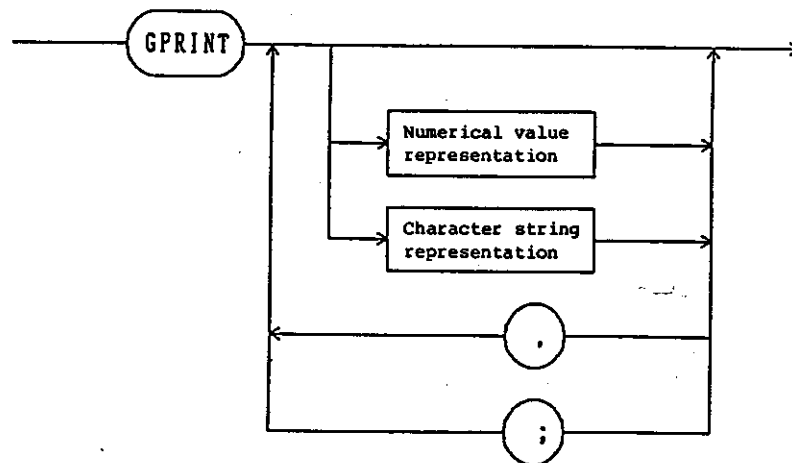 GPRINT
Numerical value
representation
Character string
representation
,
;